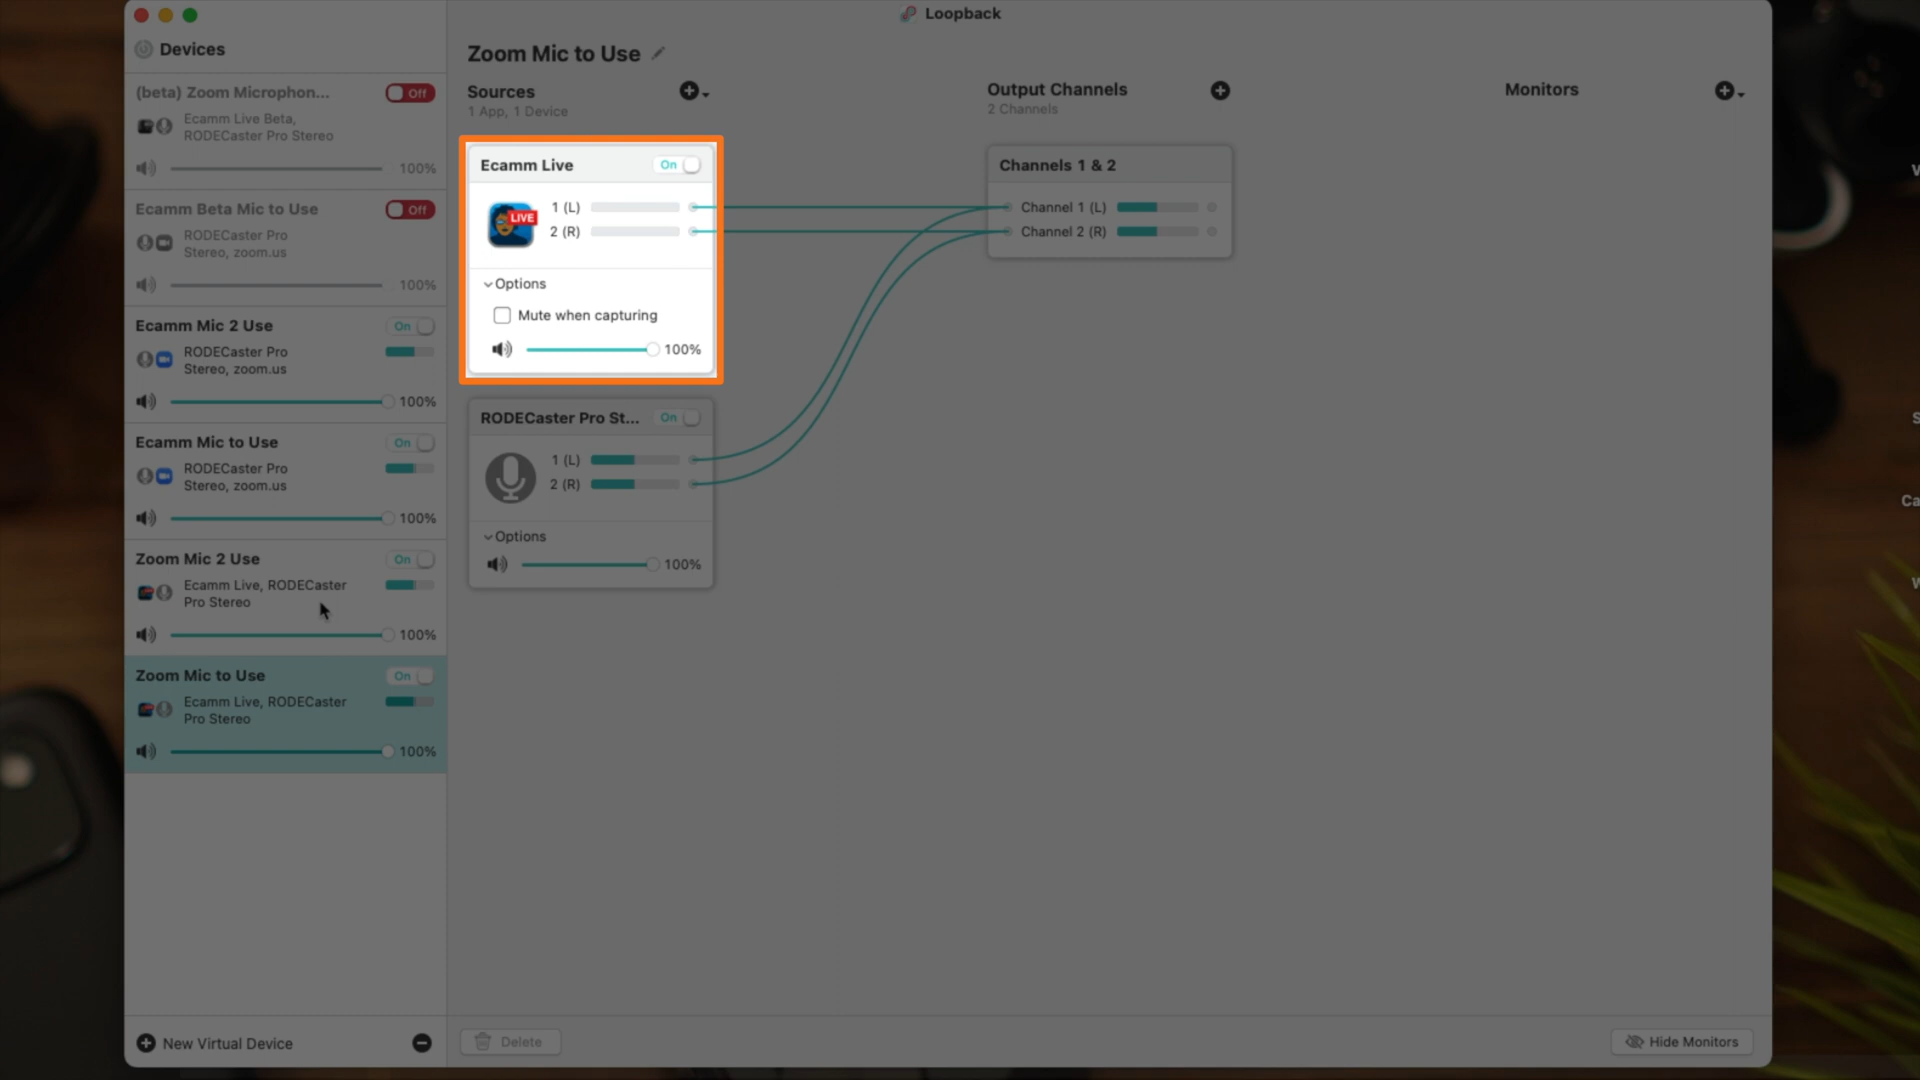 Loopback
Devices
(beta) Zoom Microphon...
Off
Ecamm Live Beta,
RODECaster Pro Stereo
100%
Ecamm Beta Mic to Use
Off
RODECaster Pro
Stereo, zoom.us
100%
Ecamm Mic 2 Use
On
RODECaster Pro
Stereo, zoom.us
100%
Ecamm Mic to Use
On
RODECaster Pro
Stereo, zoom.us
100%
Zoom Mic 2 Use
On
Ecamm Live, RODECaster
Pro Stereo
100%
Zoom Mic to Use
On
Ecamm Live, RODECaster
Pro Stereo
100%
New Virtual Device
Zoom Mic to Use
Sources
1 App, 1 Device
Ecamm Live
On
LIVE
1 (L)
2 (R)
Options
Mute when capturing
100%
RODECaster Pro St...
On
1 (L)
2 (R)
Options
100%
Output Channels
2 Channels
Channels 1 & 2
Channel 1 (L)
Channel 2 (R)
Monitors
Delete
Hide Monitors